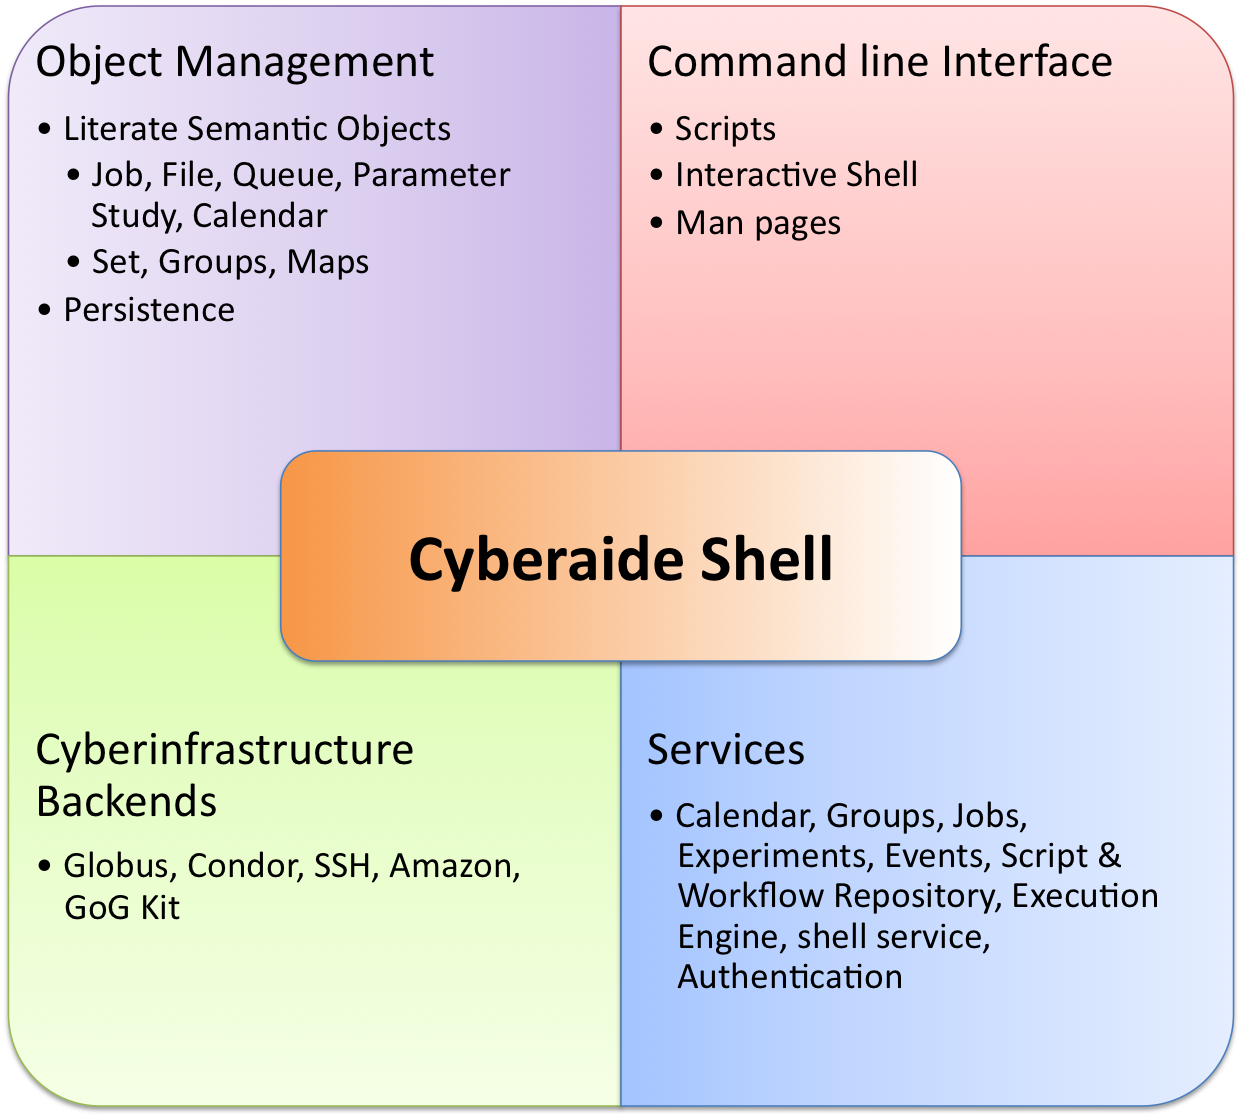 Object Management
• Literate Semantic Objects
• Job, File, Queue, Parameter
Study, Calendar
• Set, Groups, Maps
• Persistence
Command line Interface
• Scripts
• Interactive Shell
• Man pages
Cyberaide Shell
Cyberinfrastructure
Backends
• Globus, Condor, SSH, Amazon,
GoG Kit
Services
• Calendar, Groups, Jobs,
Experiments, Events, Script &
Workflow Repository, Execution
Engine, shell service,
Authentication